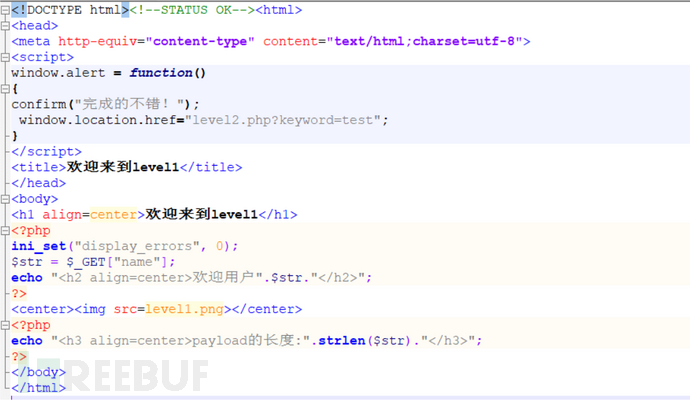 <!DOCTYPE html><!--STATUS OK--><html>
<head>
<meta http-equiv="content-type" content="text/html;charset=utf-8">
<script>
window.alert = function()
{
confirm("完成的不错！");
 window.location.href="level2.php?keyword=test";
}
</script>
<title>欢迎来到level1</title>
</head>
<body>
<h1 align=center>欢迎来到level1</h1>
<?php
ini_set("display_errors", 0);
$str = $_GET["name"];
echo "<h2 align=center>欢迎用户".$str."</h2>";
?>
<center><img src=level1.png></center>
<?php
echo "<h3 align=center>payload的长度:".strlen($str)."</h3>";
?>
</body>
</html>
REEBUF